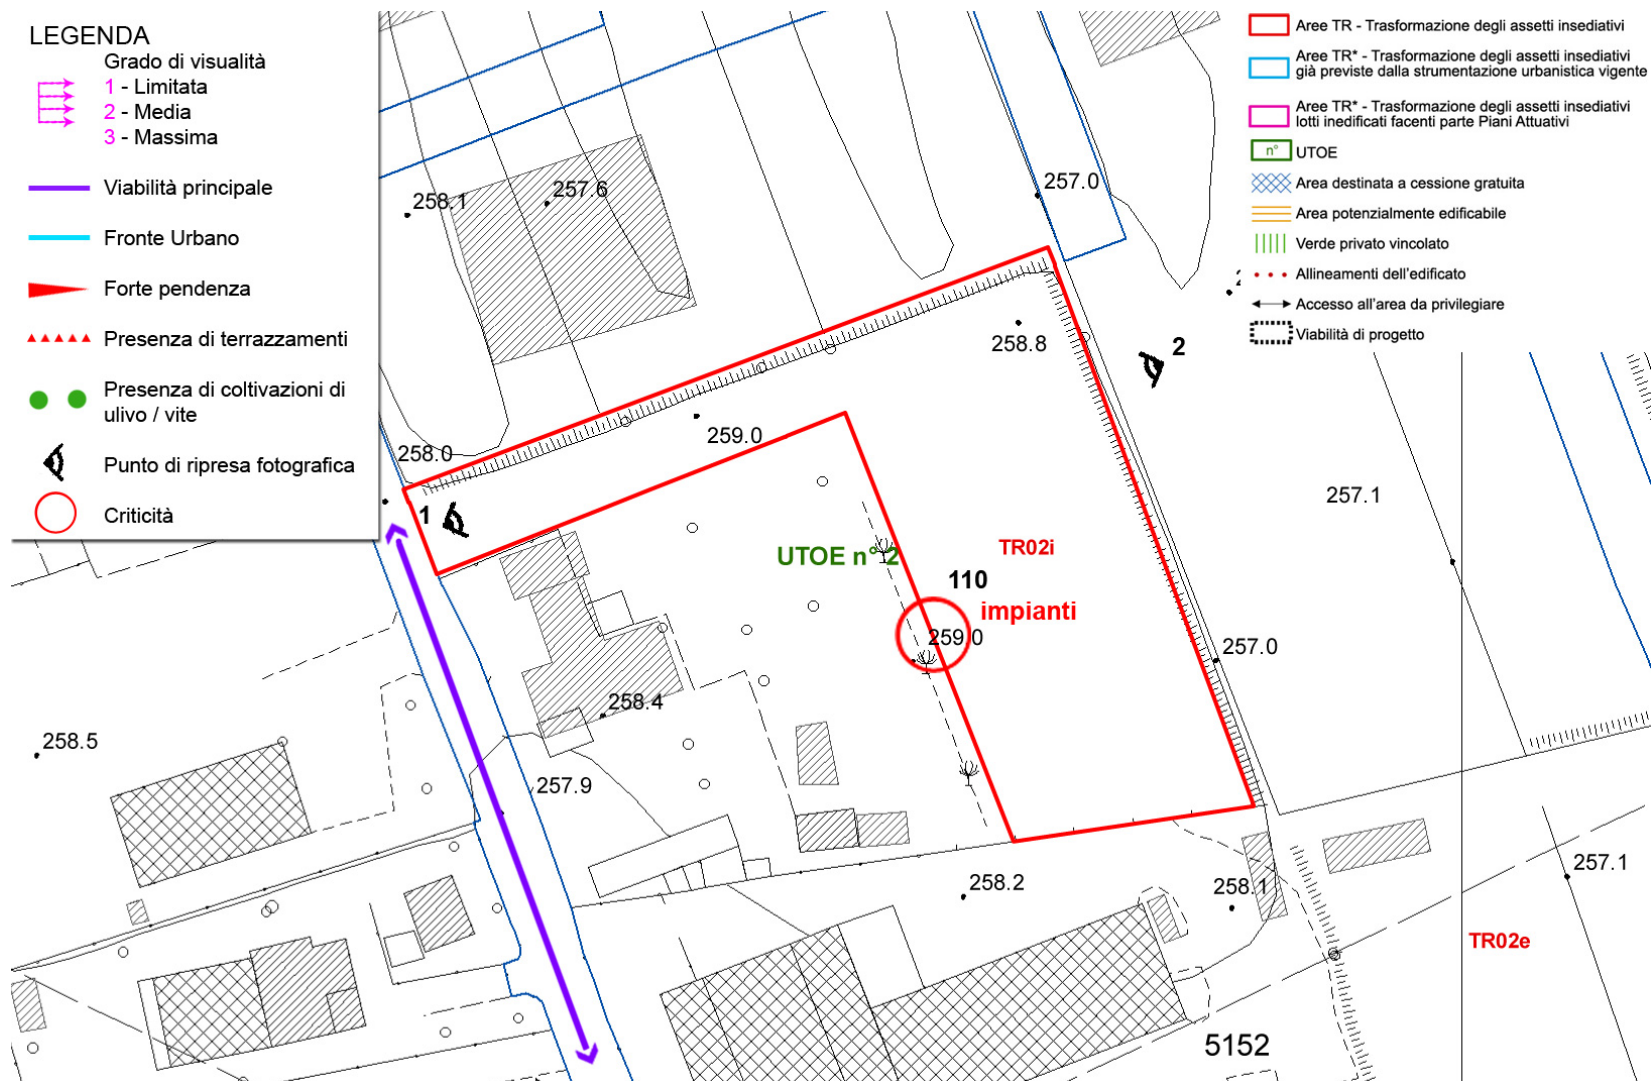 LEGENDA
Grado di visualità
1 - Limitata
2 - Media
3 - Massima
Viabilità principale
Fronte Urbano
Forte pendenza
Presenza di terrazzamenti
Presenza di coltivazioni di
ulivo / vite
Punto di ripresa fotografica
Criticità
Aree TR - Trasformazione degli assetti insediativi
Aree TR* - Trasformazione degli assetti insediativi
già previste dalla strumentazione urbanistica vigente
Aree TR* - Trasformazione degli assetti insediativi
lotti inedificati facenti parte Piani Attuativi
n° UTOE
Area destinata a cessione gratuita
Area potenzialmente edificabile
Verde privato vincolato
Allineamenti dell'edificato
Accesso all'area da privilegiare
Viabilità di progetto
258.1
257.6
257.0
258.8
2
259.0
258.0
1
257.1
UTOE n° 2
TR02i
110
impianti
259.0
257.0
258.4
258.5
257.9
258.2
258.1
257.1
TR02e
5152